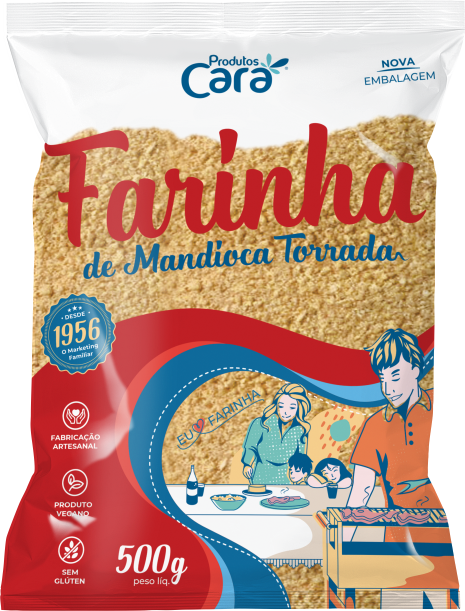 Produtos
Cara
NOVA
EMBALAGEM
Farinha
de Mandioca Torrada
DESDE
1956
O Marketing
Familiar
EU FARINHA
FABRICAÇÃO
ARTESANAL
PRODUTO
VEGANO
SEM
GLÚTEN
500g
peso líq.